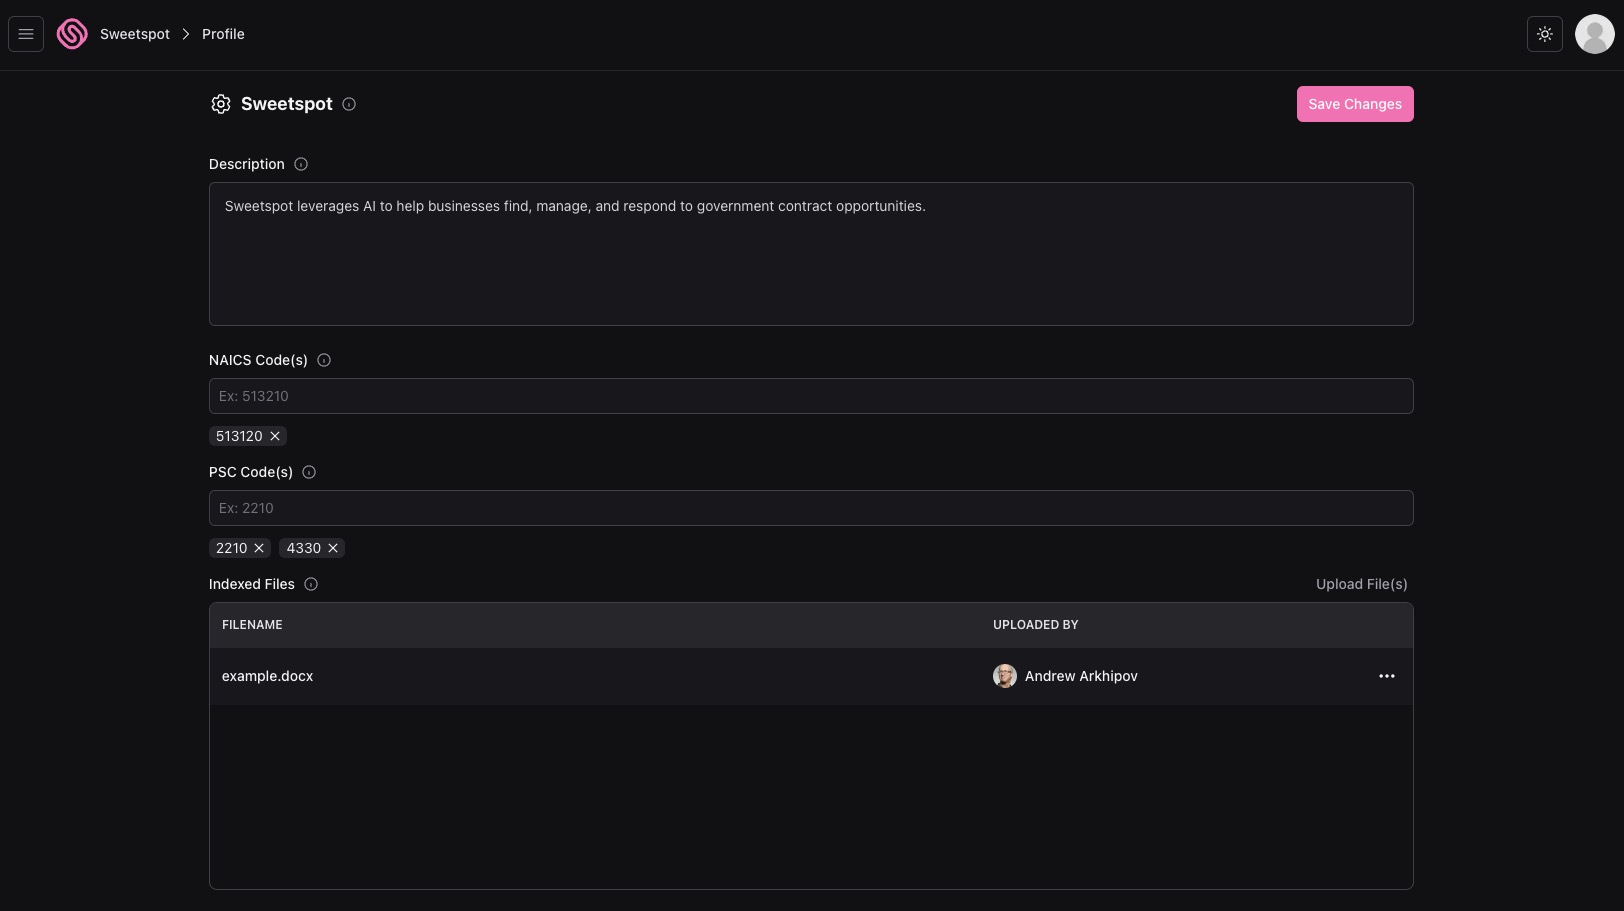 Sweetspot > Profile
Sweetspot
Save Changes
Description
Sweetspot leverages AI to help businesses find, manage, and respond to government contract opportunities.
NAICS Code(s)
Ex: 513210
513120
PSC Code(s)
Ex: 2210
2210 4330
Indexed Files
Upload File(s)
FILENAME UPLOADED BY
example.docx Andrew Arkhipov